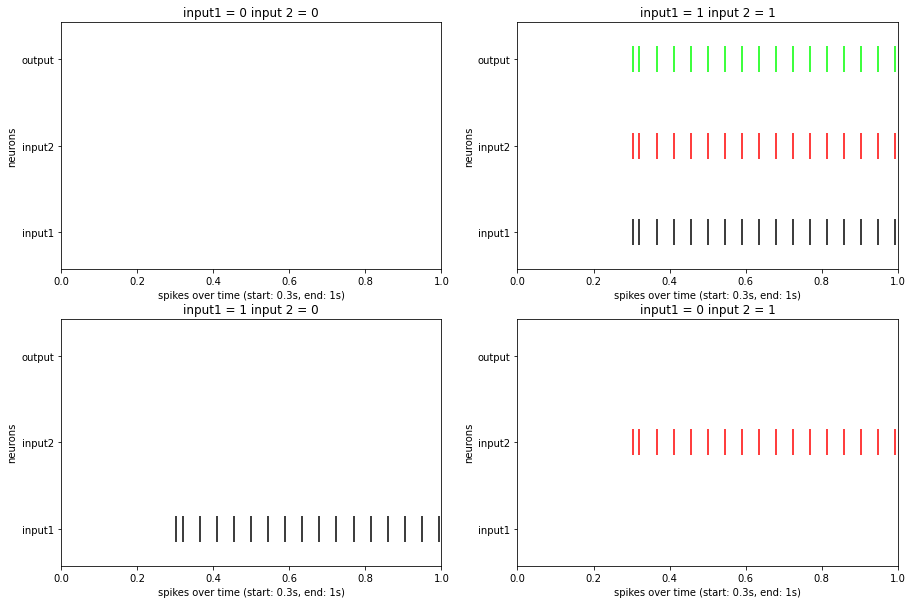 input1 = 0 input 2 = 0
output
input2
input1
neurons
0.0 0.2 0.4 0.6 0.8 1.0
spikes over time (start: 0.3s, end: 1s)
input1 = 1 input 2 = 1
output
input2
input1
neurons
0.0 0.2 0.4 0.6 0.8 1.0
spikes over time (start: 0.3s, end: 1s)
input1 = 1 input 2 = 0
output
input2
input1
neurons
0.0 0.2 0.4 0.6 0.8 1.0
spikes over time (start: 0.3s, end: 1s)
input1 = 0 input 2 = 1
output
input2
input1
neurons
0.0 0.2 0.4 0.6 0.8 1.0
spikes over time (start: 0.3s, end: 1s)